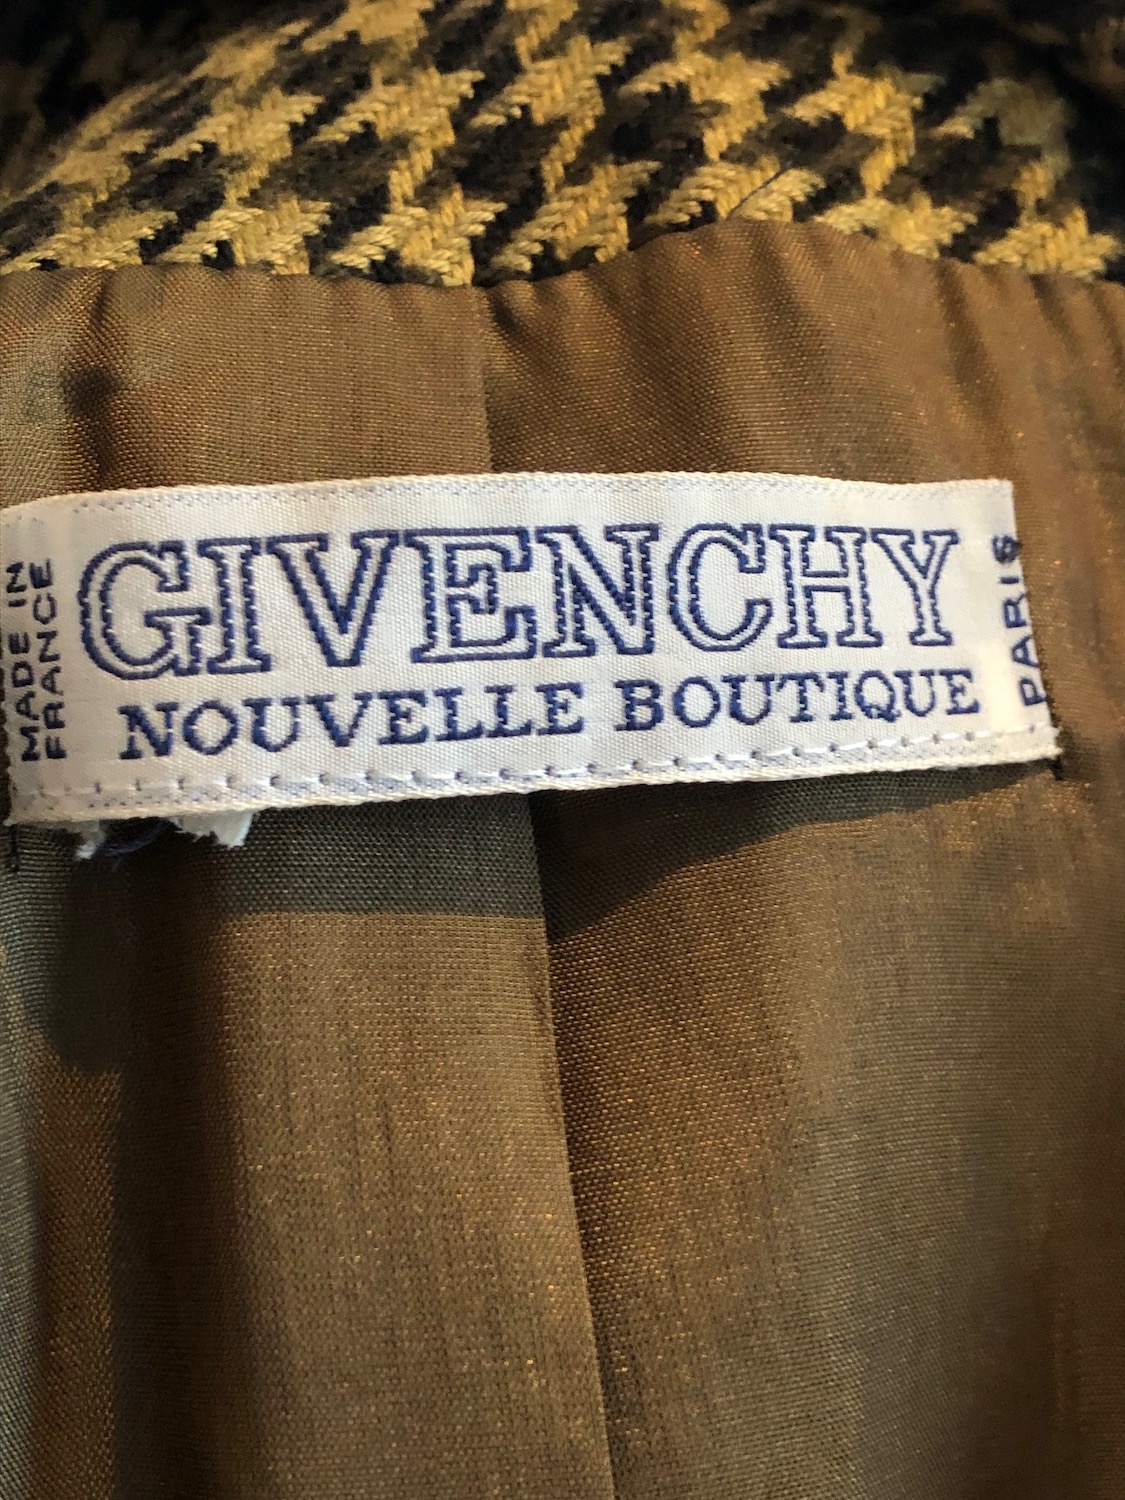 MADE IN
FRANCE
GIVENCHY
NOUVELLE BOUTIQUE
PARIS